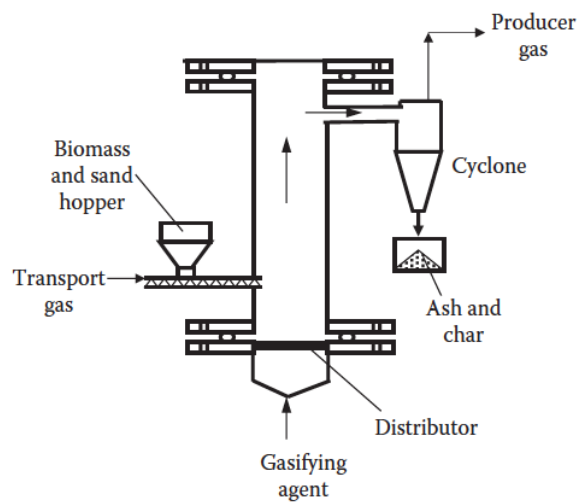 Producer
gas
Biomass
and sand
hopper
Cyclone
Transport
gas
Ash and
char
Distributor
Gasifying
agent